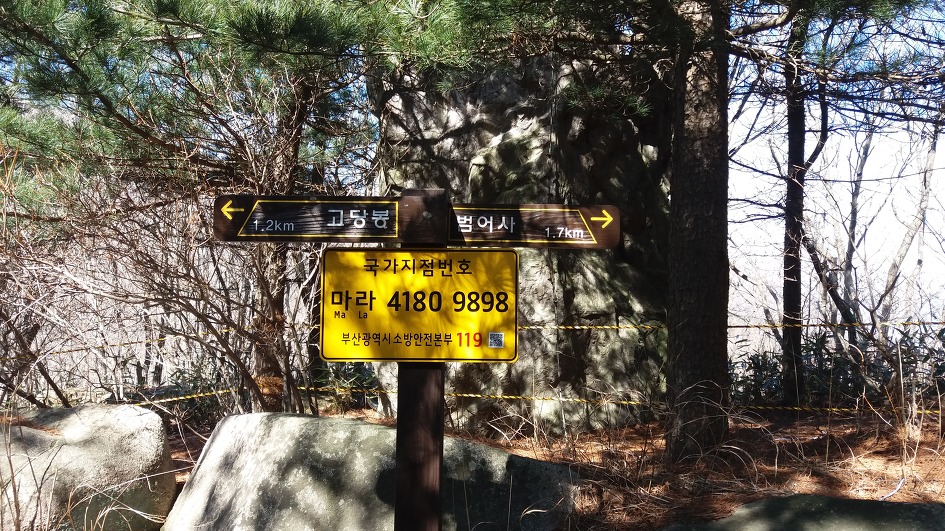 ← 1.2km 고당봉
범어사 1.7km →
국가지점번호
마라 4180 9898
Ma La
부산광역시소방안전본부 119